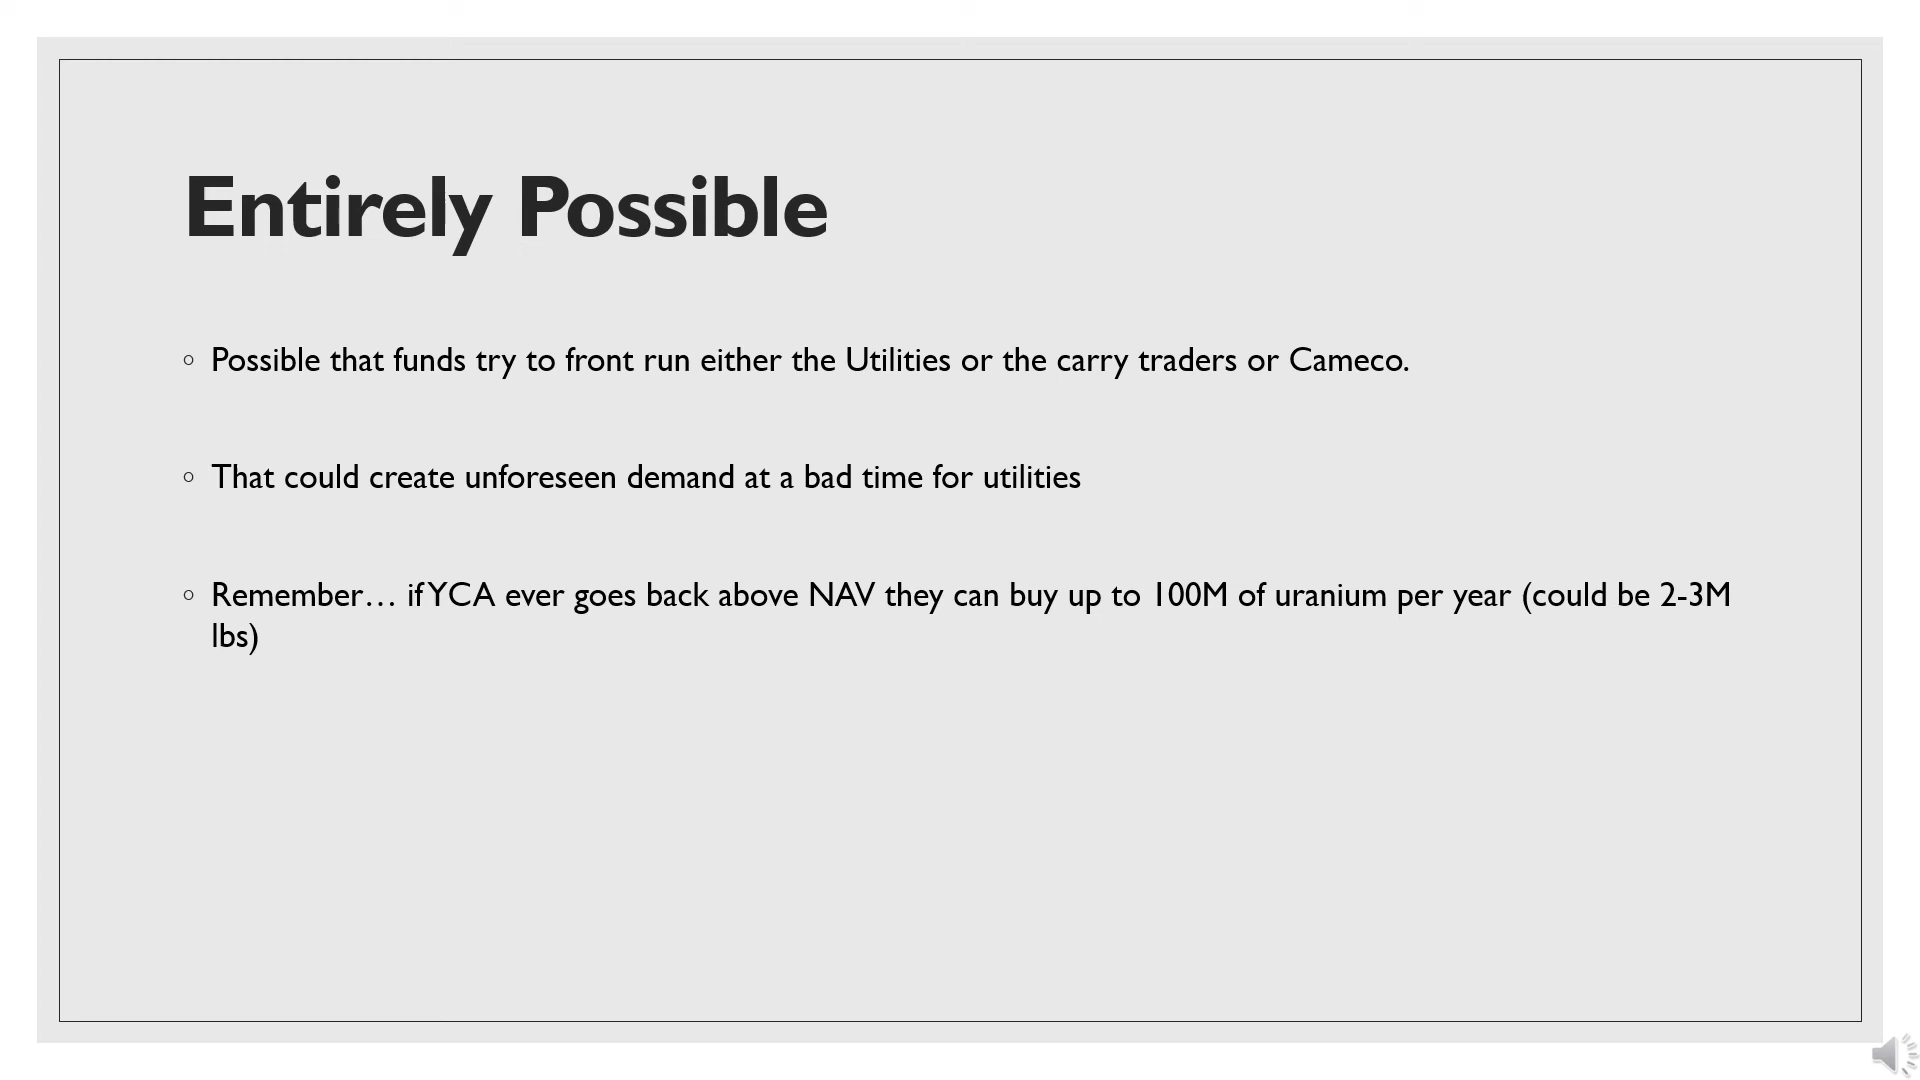 Entirely Possible
◦ Possible that funds try to front run either the Utilities or the carry traders or Cameco.
◦ That could create unforeseen demand at a bad time for utilities
◦ Remember… if YCA ever goes back above NAV they can buy up to 100M of uranium per year (could be 2-3M
lbs)